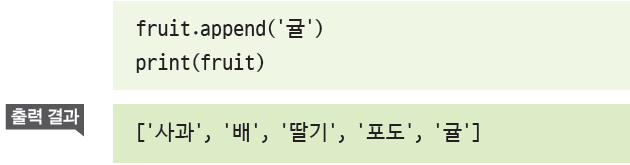 fruit.append('귤')
print(fruit)
출력 결과
['사과', '배', '딸기', '포도', '귤']